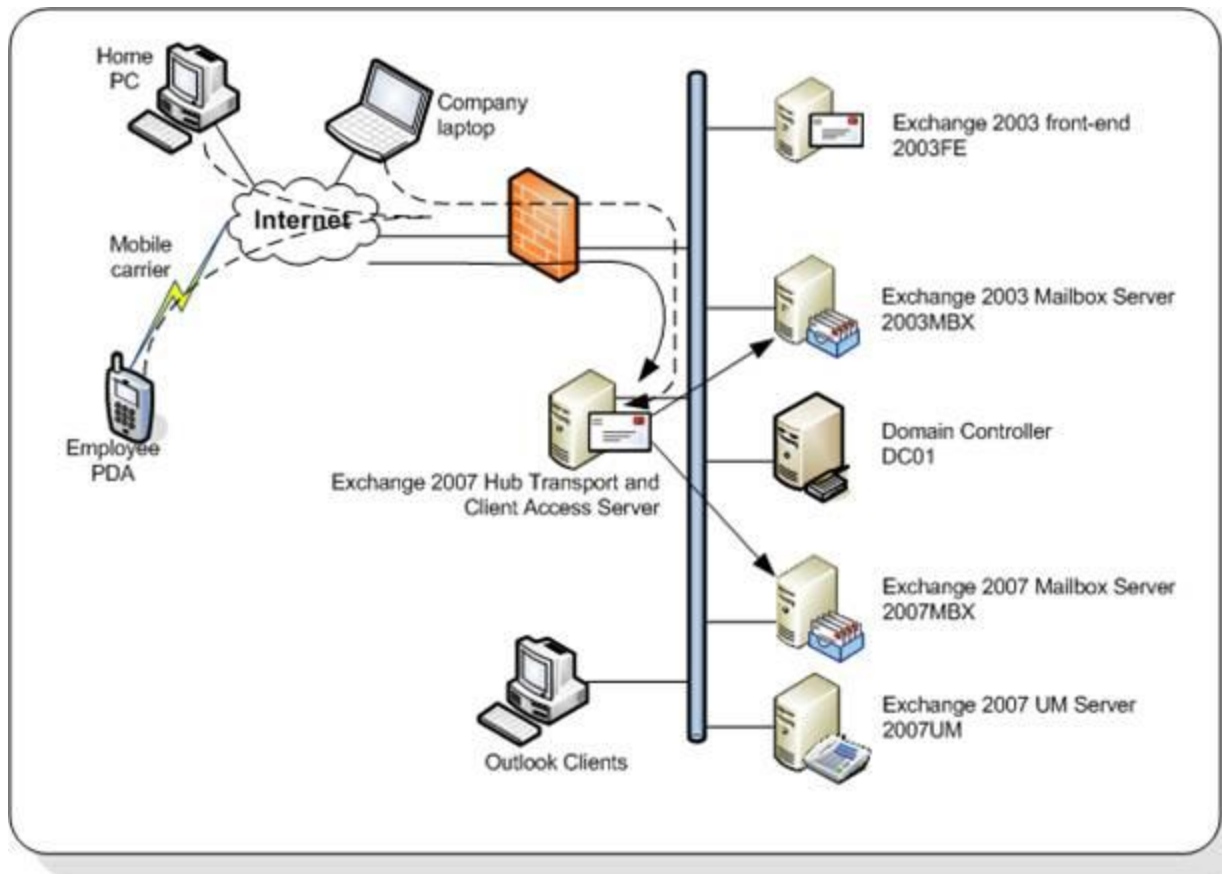 Home
PC
Company
laptop
Internet
Mobile
carrier
Employee
PDA
Exchange 2003 front-end
2003FE
Exchange 2003 Mailbox Server
2003MBX
Exchange 2007 Hub Transport and
Client Access Server
Domain Controller
DC01
Exchange 2007 Mailbox Server
2007MBX
Outlook Clients
Exchange 2007 UM Server
2007UM